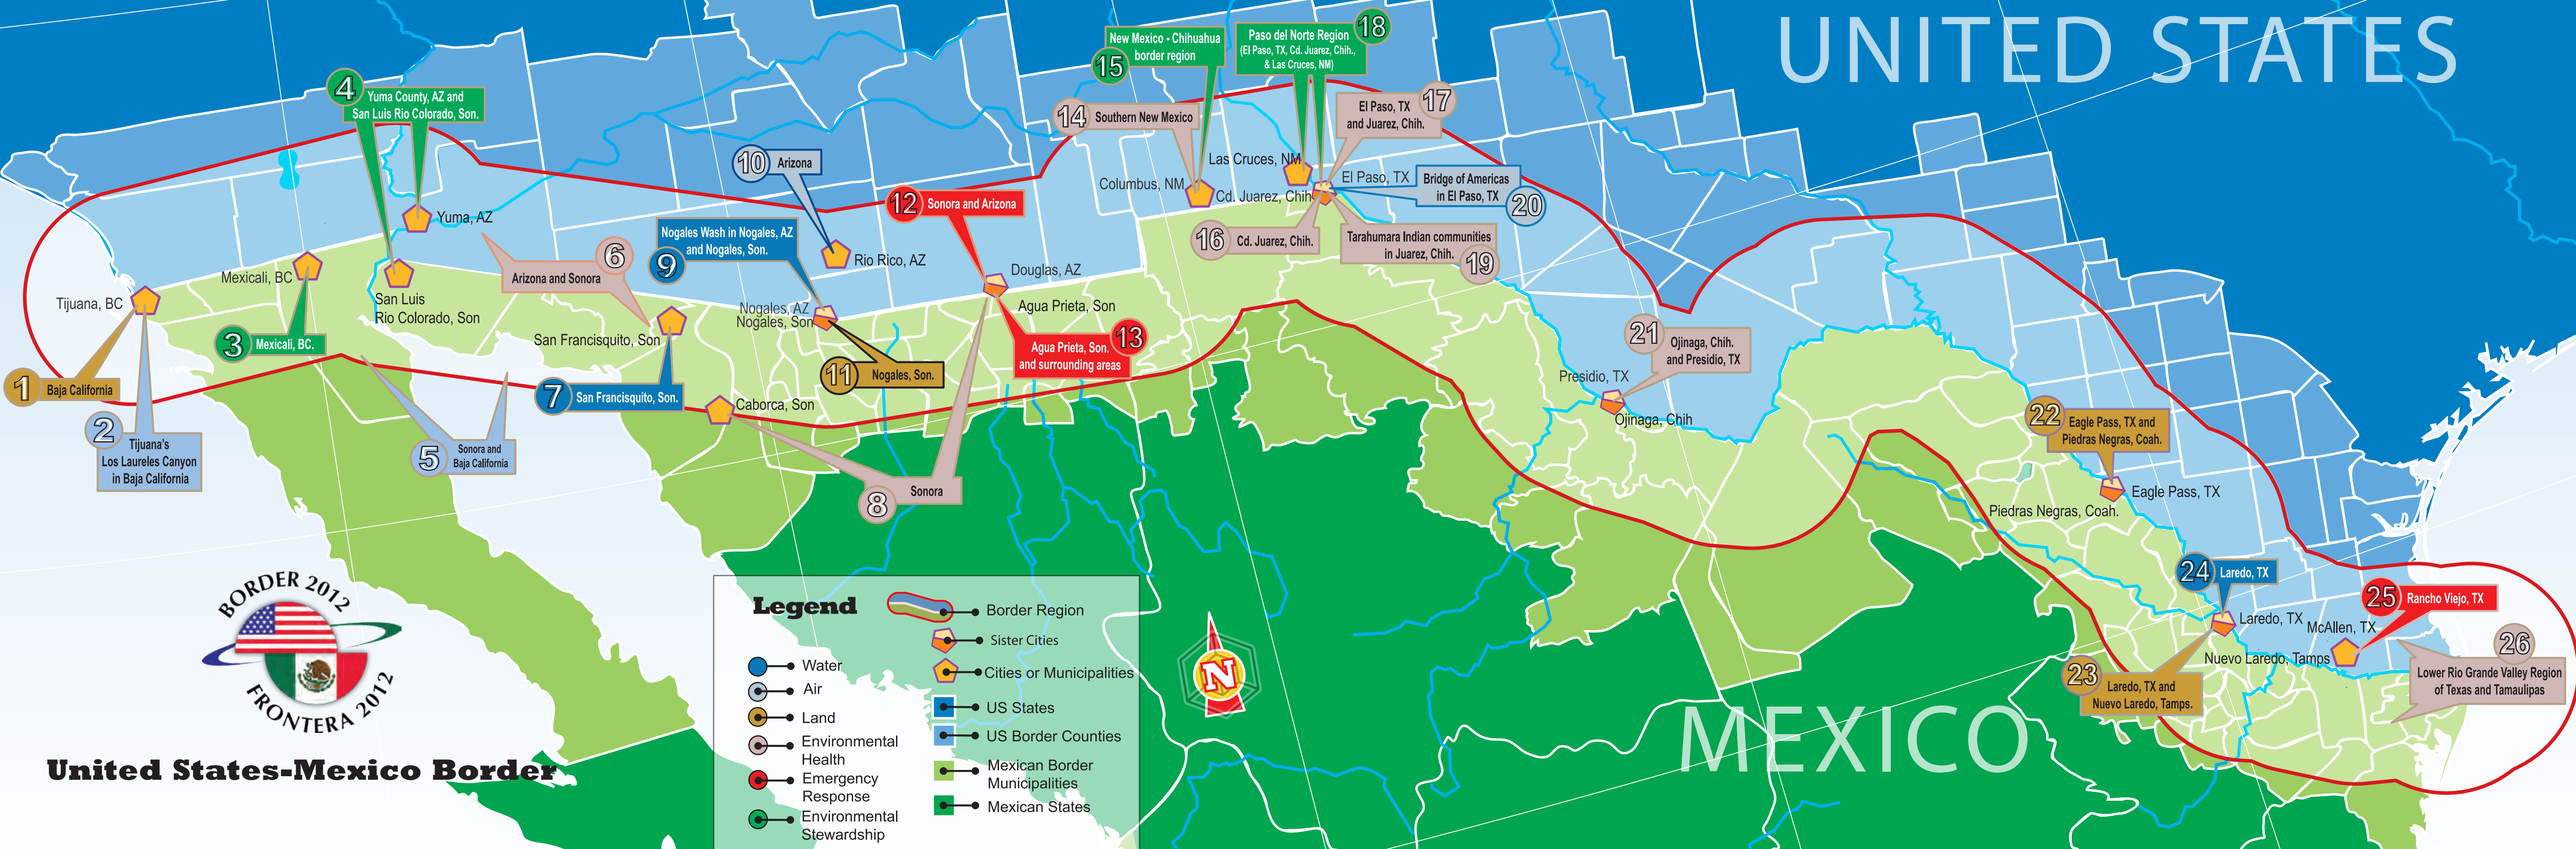 UNITED STATES
4
Yuma County, AZ and
San Luis Rio Colorado, Son.
15
New Mexico - Chihuahua
border region
18
Paso del Norte Region
(El Paso, TX, Cd. Juarez, Chih.,
& Las Cruces, NM)
14
Southern New Mexico
17
El Paso, TX
and Juarez, Chih.
10
Arizona
Las Cruces, NM
Columbus, NM
Cd. Juarez, Chih
El Paso, TX
Bridge of Americas
in El Paso, TX
20
12
Sonora and Arizona
Yuma, AZ
6
Arizona and Sonora
Nogales Wash in Nogales, AZ
and Nogales, Son.
9
16
Cd. Juarez, Chih.
Tarahumara Indian communities
in Juarez, Chih.
19
Rio Rico, AZ
Douglas, AZ
Agua Prieta, Son
Mexicali, BC
Tijuana, BC
San Luis
Rio Colorado, Son
Nogales, AZ
Nogales, Son
San Francisquito, Son
3
Mexicali, BC.
13
Agua Prieta, Son.
and surrounding areas
21
Ojinaga, Chih.
and Presidio, TX
Presidio, TX
Ojinaga, Chih
1
Baja California
11
Nogales, Son.
7
San Francisquito, Son.
Caborca, Son
2
Tijuana's
Los Laureles Canyon
in Baja California
5
Sonora and
Baja California
8
Sonora
22
Eagle Pass, TX and
Piedras Negras, Coah.
Eagle Pass, TX
Piedras Negras, Coah.
24
Laredo, TX
Laredo, TX
McAllen, TX
25
Rancho Viejo, TX
Nuevo Laredo, Tamps
23
Laredo, TX and
Nuevo Laredo, Tamps.
26
Lower Rio Grande Valley Region
of Texas and Tamaulipas
MEXICO
BORDER 2012
FRONTERA 2012
United States-Mexico Border
Legend
Water
Air
Land
Environmental
Health
Emergency
Response
Environmental
Stewardship
Border Region
Sister Cities
Cities or Municipalities
US States
US Border Counties
Mexican Border
Municipalities
Mexican States
N